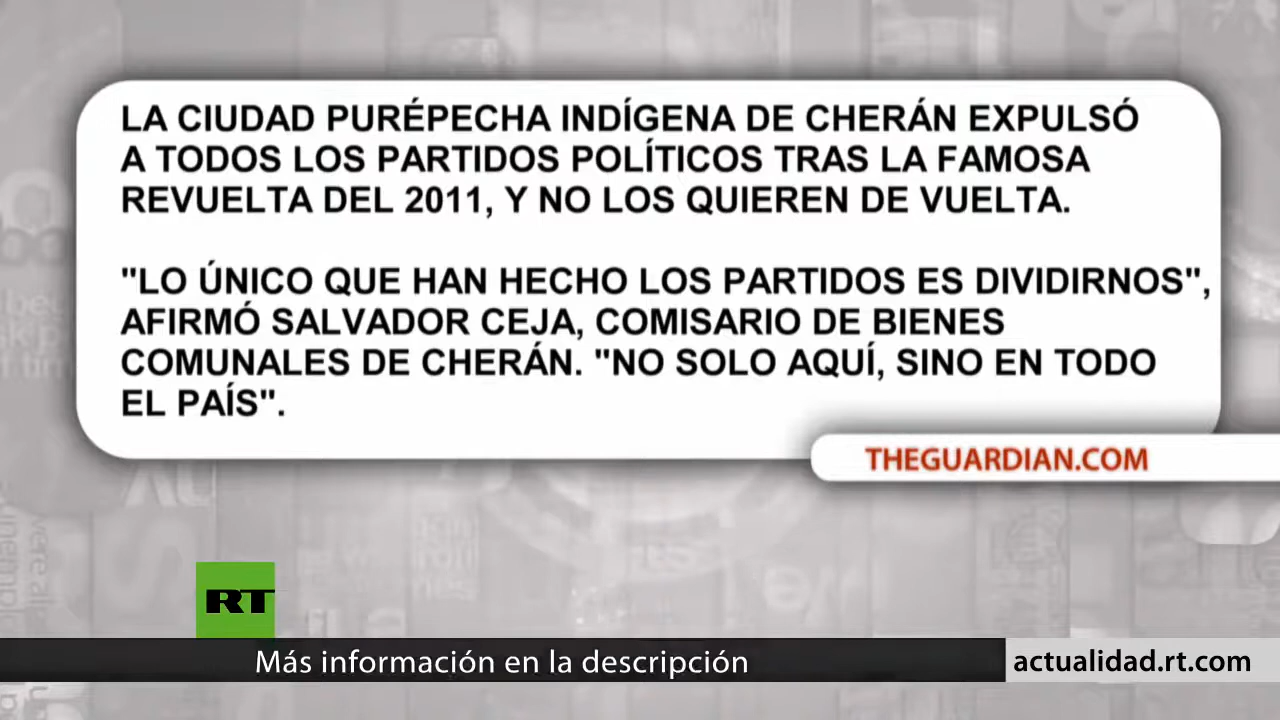 LA CIUDAD PURÉPECHA INDÍGENA DE CHERÁN EXPULSÓ
A TODOS LOS PARTIDOS POLÍTICOS TRAS LA FAMOSA
REVUELTA DEL 2011, Y NO LOS QUIEREN DE VUELTA.
"LO ÚNICO QUE HAN HECHO LOS PARTIDOS ES DIVIDIRNOS",
AFIRMÓ SALVADOR CEJA, COMISARIO DE BIENES
COMUNALES DE CHERÁN. "NO SOLO AQUÍ, SINO EN TODO
EL PAÍS".
THEGUARDIAN.COM
RT
Más información en la descripción
actualidad.rt.com